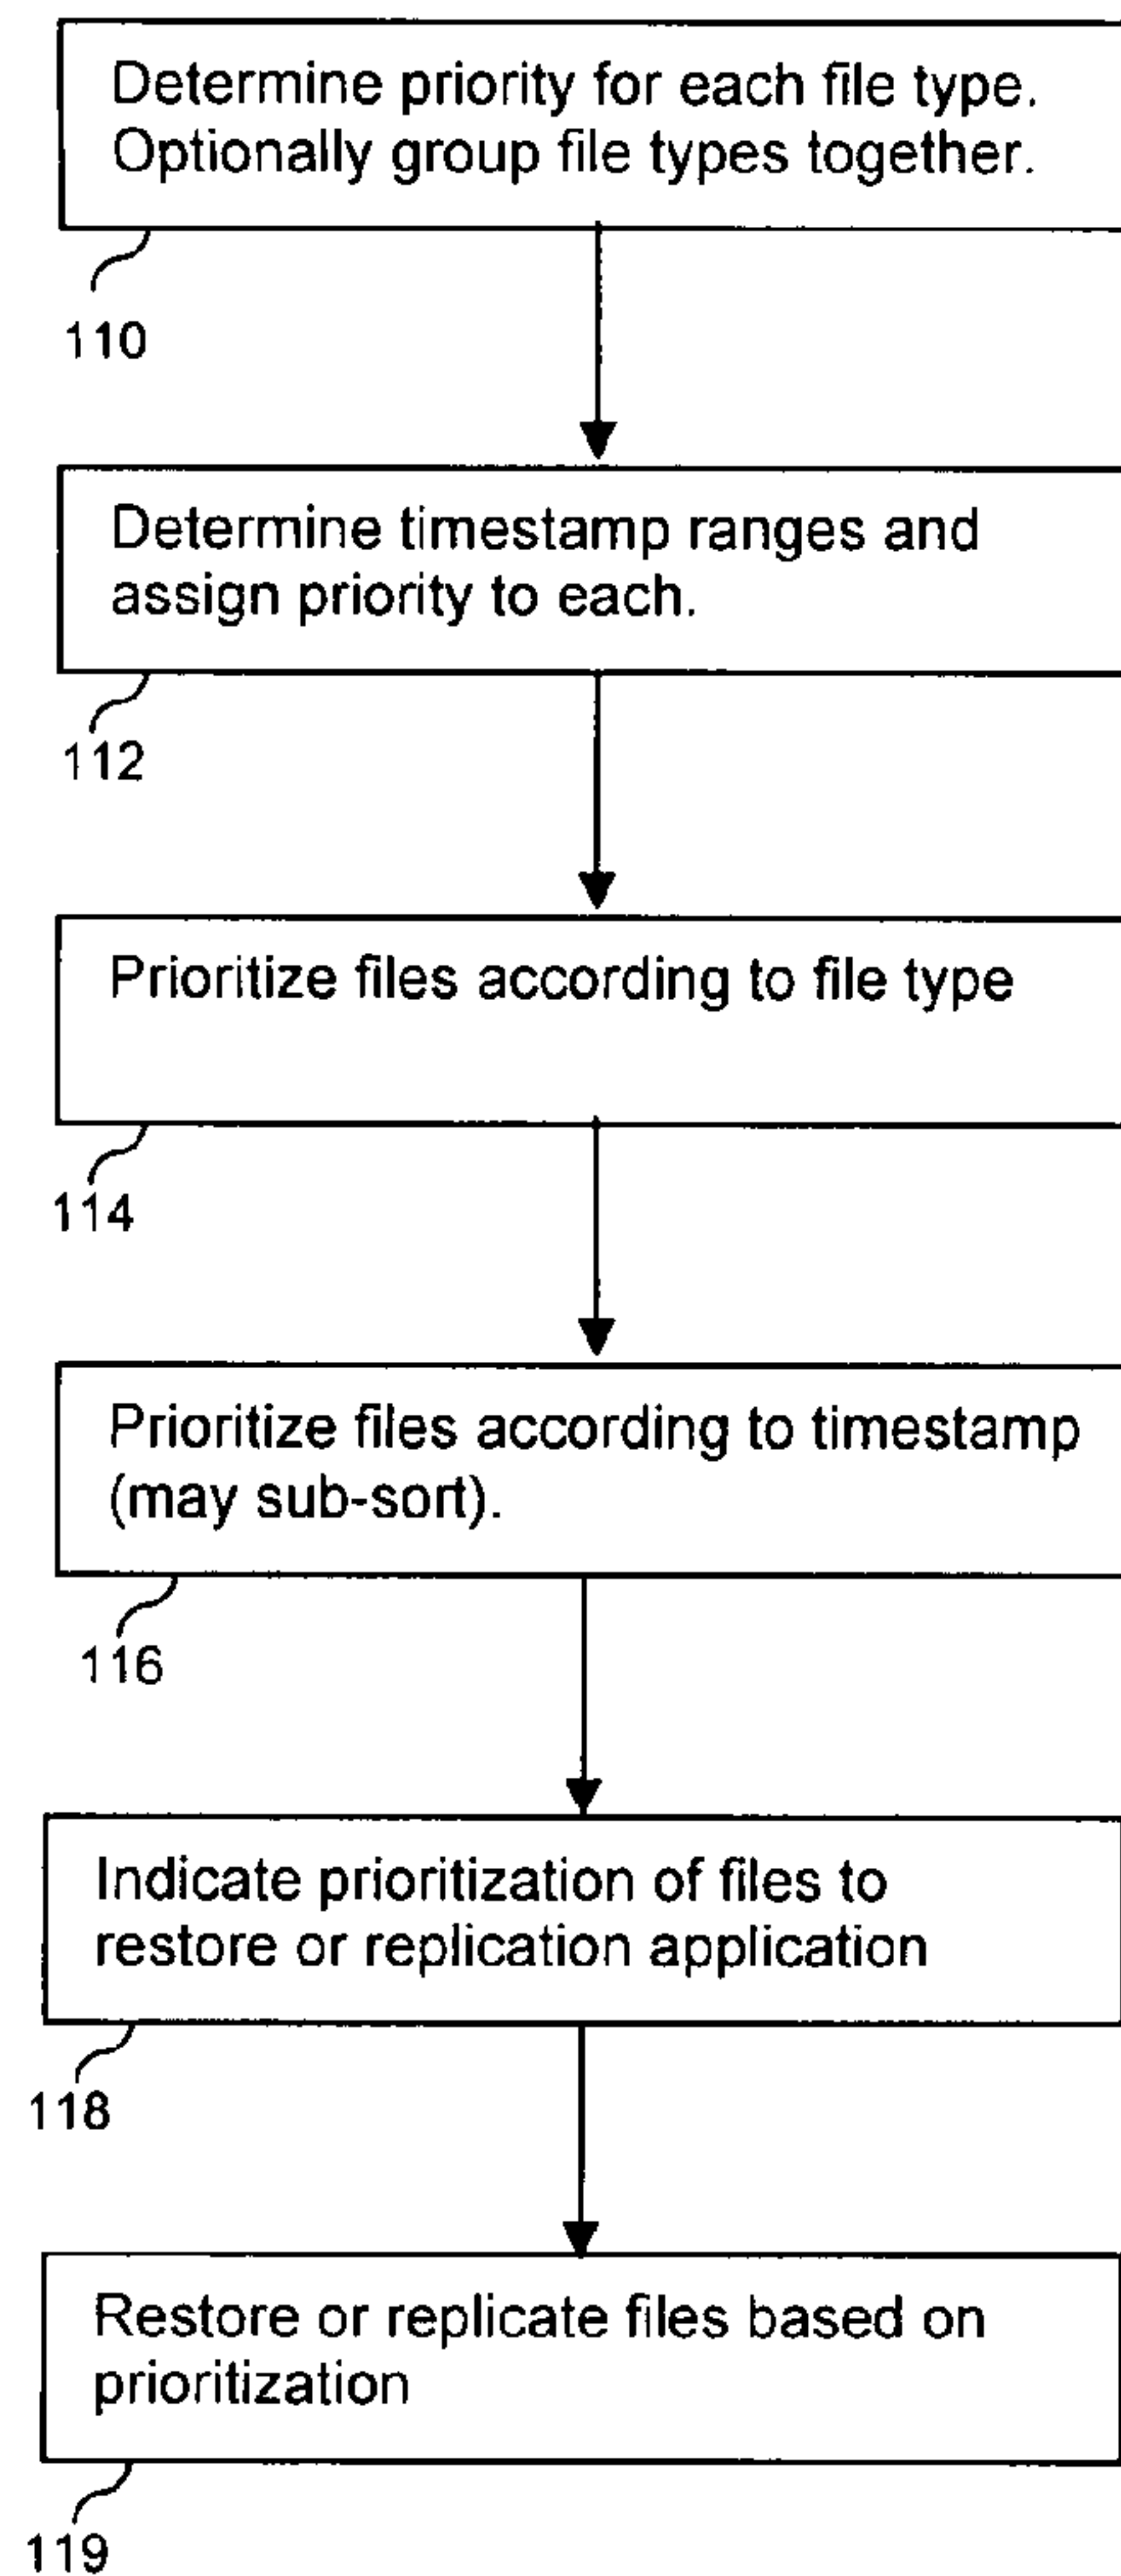 Determine priority for each file type.
Optionally group file types together.
110
Determine timestamp ranges and
assign priority to each.
112
Prioritize files according to file type
114
Prioritize files according to timestamp
(may sub-sort).
116
Indicate prioritization of files to
restore or replication application
118
Restore or replicate files based on
prioritization
119